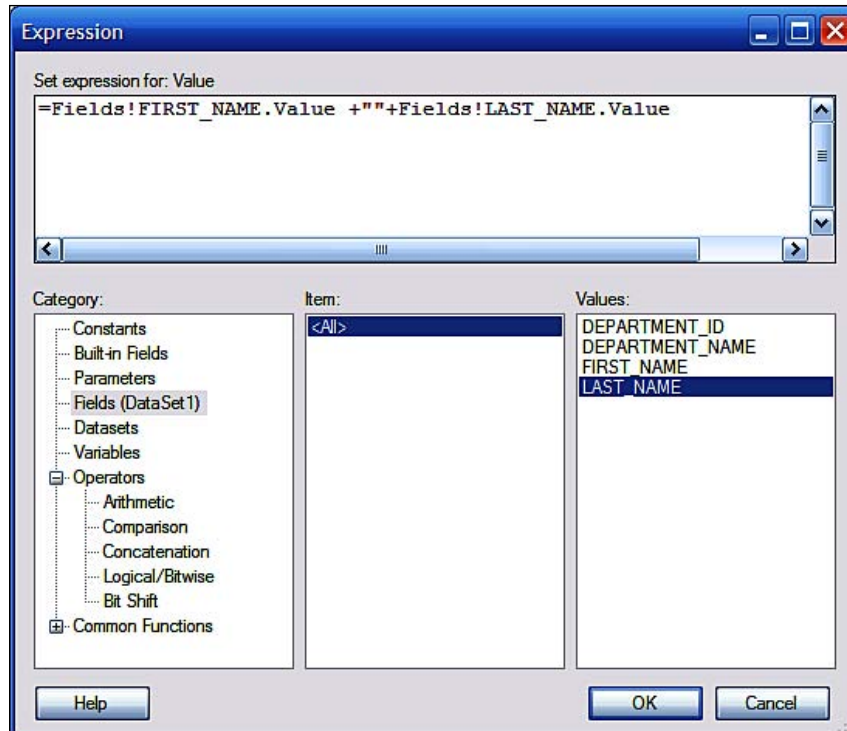 Expression
Set expression for: Value
=Fields!FIRST_NAME.Value +""+Fields!LAST_NAME.Value
Category:
Item:
Values:
Constants
Built-in Fields
Parameters
Fields (DataSet1)
Datasets
Variables
Operators
Arithmetic
Comparison
Concatenation
Logical/Bitwise
Bit Shift
Common Functions
<All>
DEPARTMENT_ID
DEPARTMENT_NAME
FIRST_NAME
LAST_NAME
Help
OK
Cancel